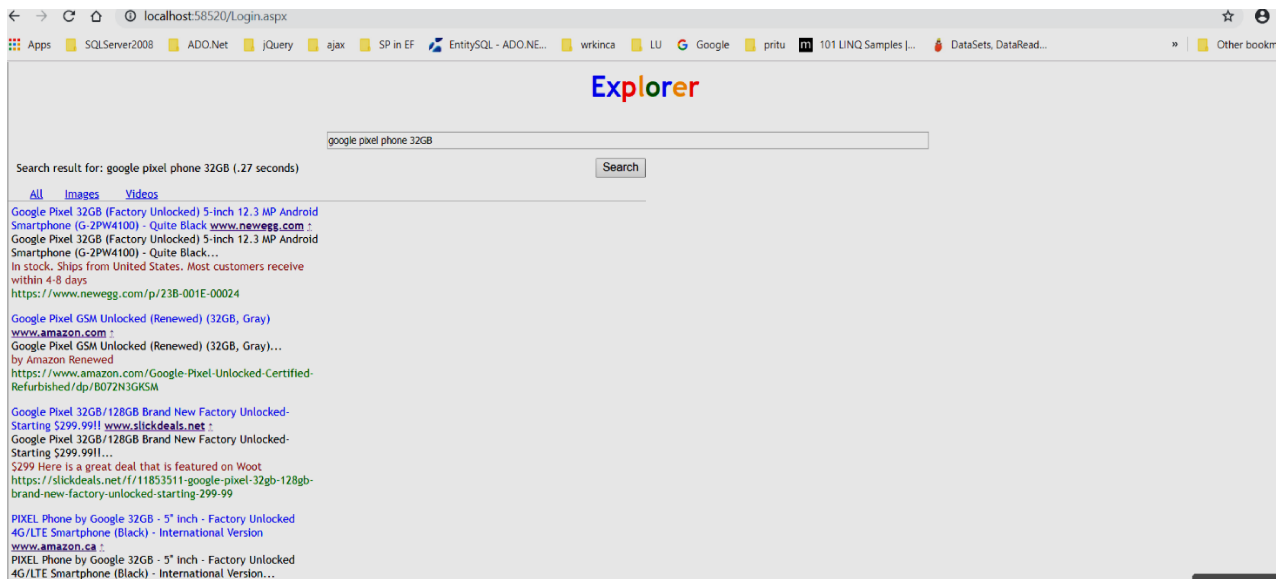 localhost:58520/Login.aspx
Apps SQLServer2008 ADO.Net jQuery ajax SP in EF EntitySQL - ADO.NE... wrkinca LU G Google pritu m 101 LINQ Samples |... DataSets, DataRead... » Other bookm
Explorer
google pixel phone 32GB
Search result for: google pixel phone 32GB (.27 seconds) Search
All Images Videos
Google Pixel 32GB (Factory Unlocked) 5-inch 12.3 MP Android
Smartphone (G-2PW4100) - Quite Black www.newegg.com ↑
Google Pixel 32GB (Factory Unlocked) 5-inch 12.3 MP Android
Smartphone (G-2PW4100) - Quite Black...
In stock. Ships from United States. Most customers receive
within 4-8 days
https://www.newegg.com/p/23B-001E-00024
Google Pixel GSM Unlocked (Renewed) (32GB, Gray)
www.amazon.com ↑
Google Pixel GSM Unlocked (Renewed) (32GB, Gray)...
by Amazon Renewed
https://www.amazon.com/Google-Pixel-Unlocked-Certified-
Refurbished/dp/B072N3GKSM
Google Pixel 32GB/128GB Brand New Factory Unlocked-
Starting $299.99!! www.slickdeals.net ↑
Google Pixel 32GB/128GB Brand New Factory Unlocked-
Starting $299.99!!...
$299 Here is a great deal that is featured on Woot
https://slickdeals.net/f/11853511-google-pixel-32gb-128gb-
brand-new-factory-unlocked-starting-299-99
PIXEL Phone by Google 32GB - 5" inch - Factory Unlocked
4G/LTE Smartphone (Black) - International Version
www.amazon.ca ↑
PIXEL Phone by Google 32GB - 5" inch - Factory Unlocked
4G/LTE Smartphone (Black) - International Version...